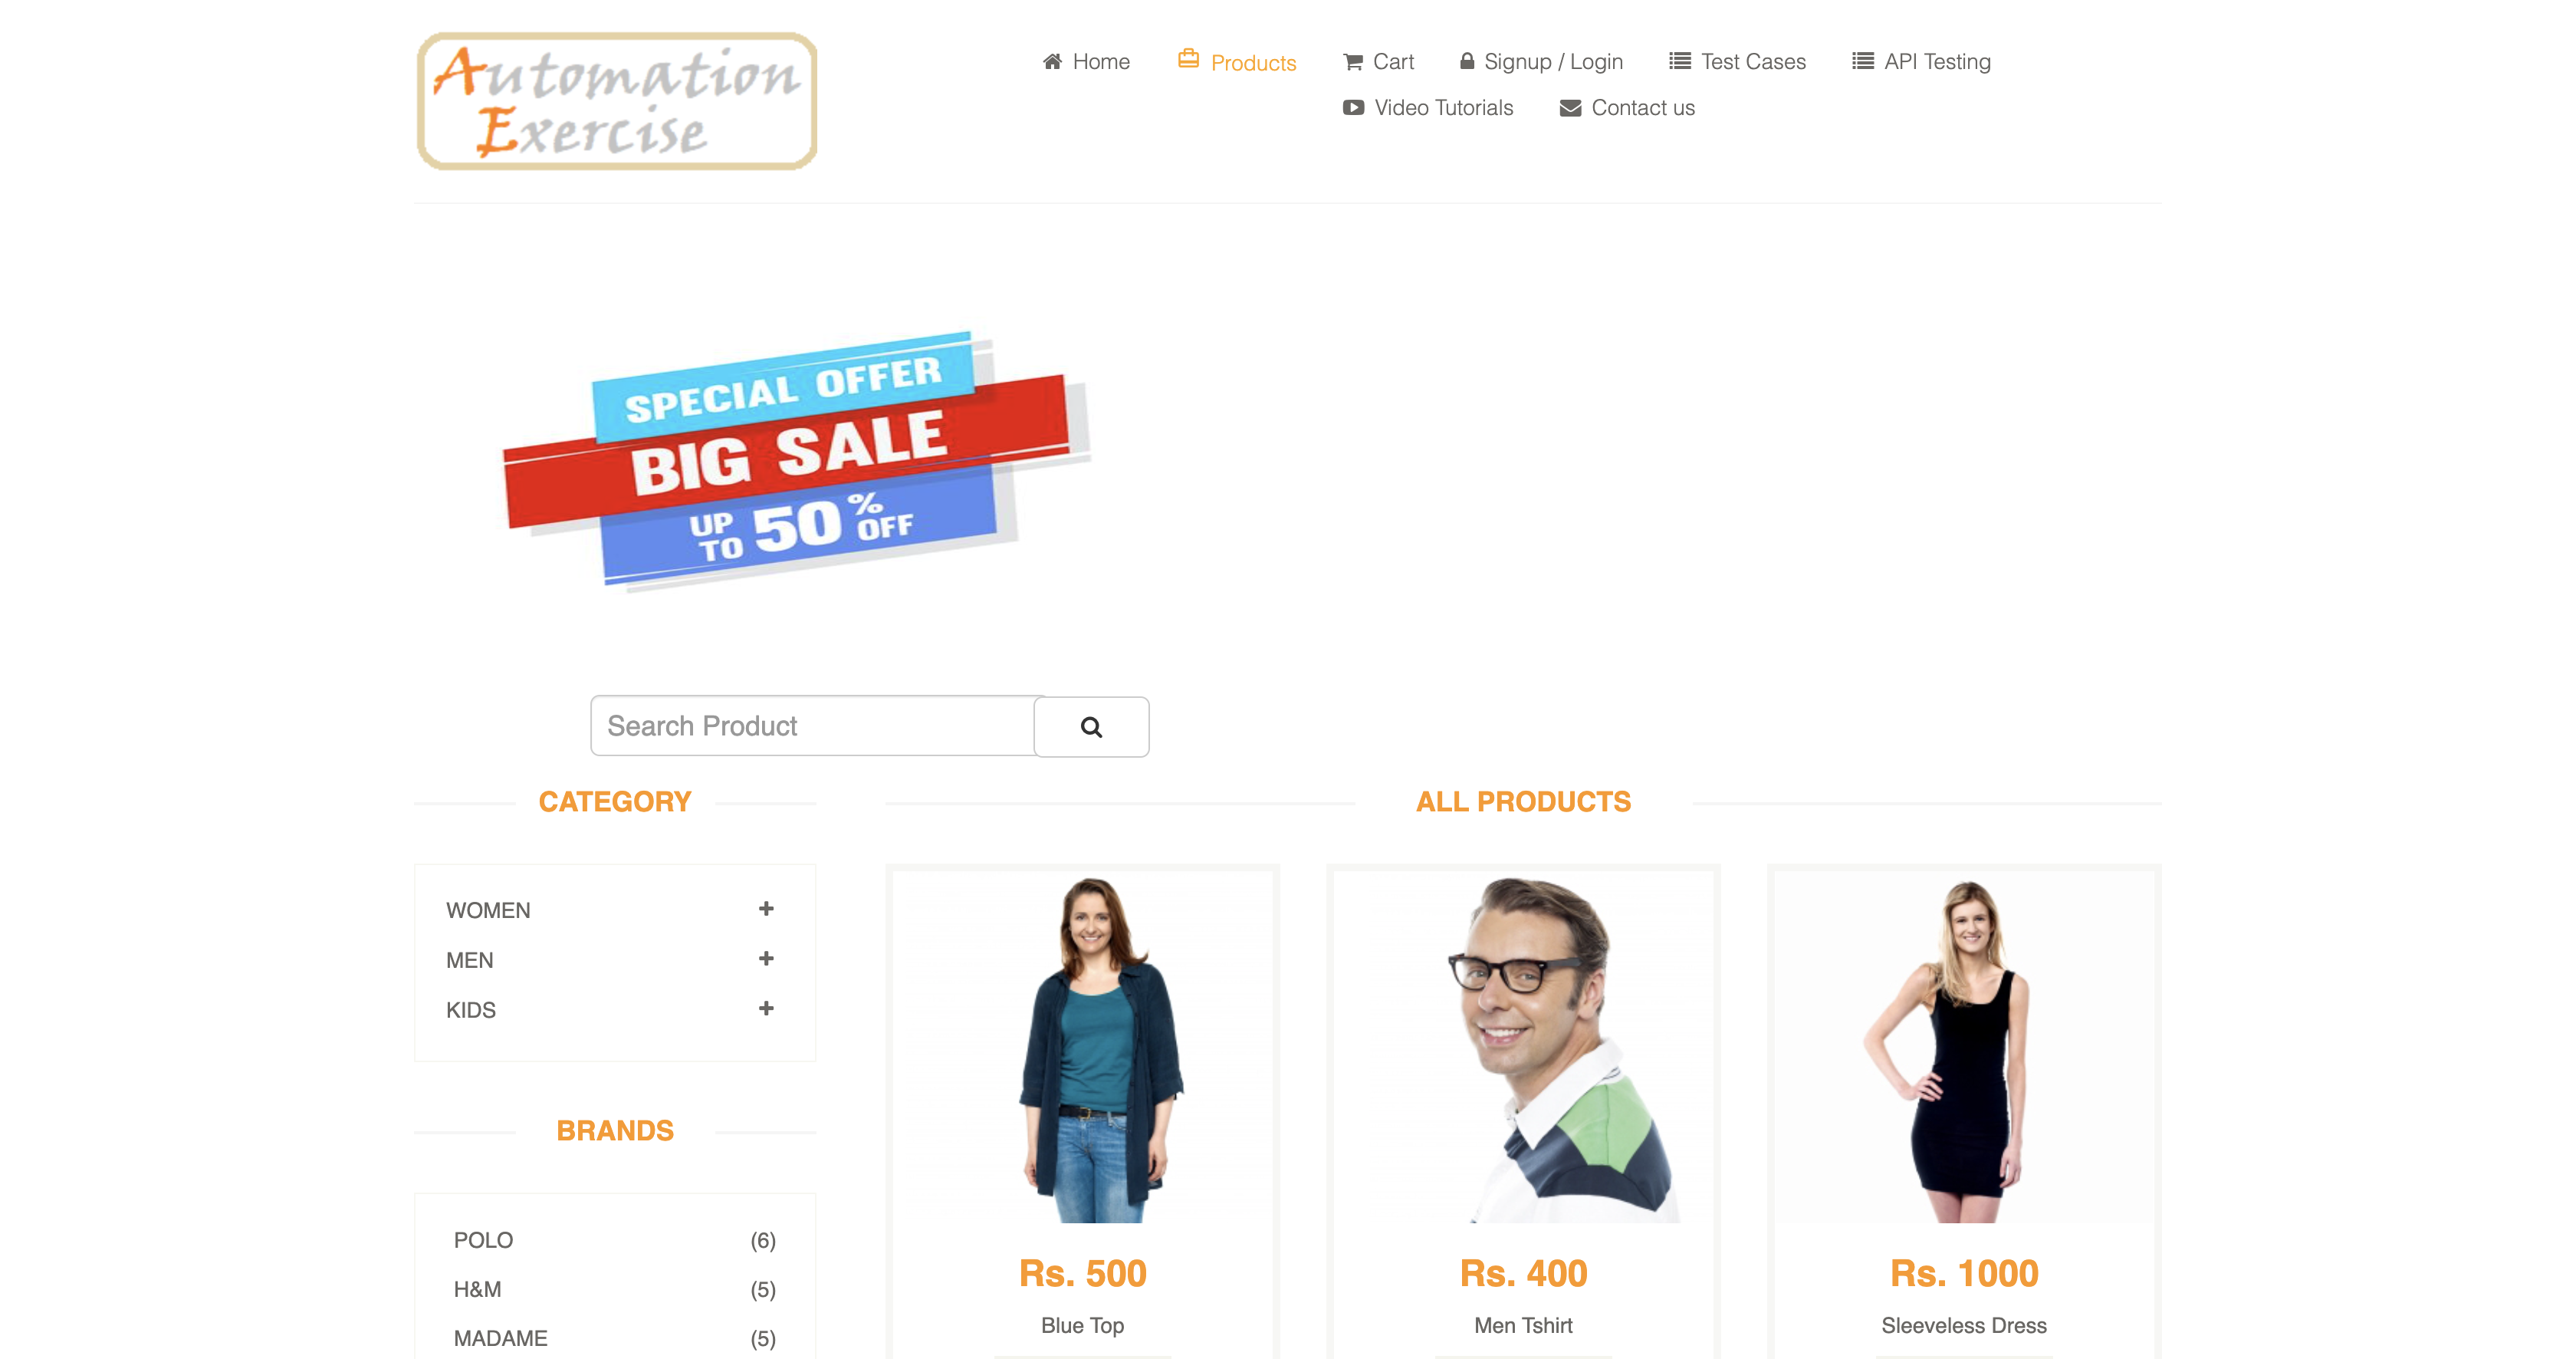 Automation
Exercise
Home
Products
Cart
Signup / Login
Test Cases
API Testing
Video Tutorials
Contact us
SPECIAL OFFER
BIG SALE
UP TO 50% OFF
Search Product
CATEGORY
WOMEN
MEN
KIDS
BRANDS
POLO (6)
H&M (5)
MADAME (5)
ALL PRODUCTS
Rs. 500
Blue Top
Rs. 400
Men Tshirt
Rs. 1000
Sleeveless Dress